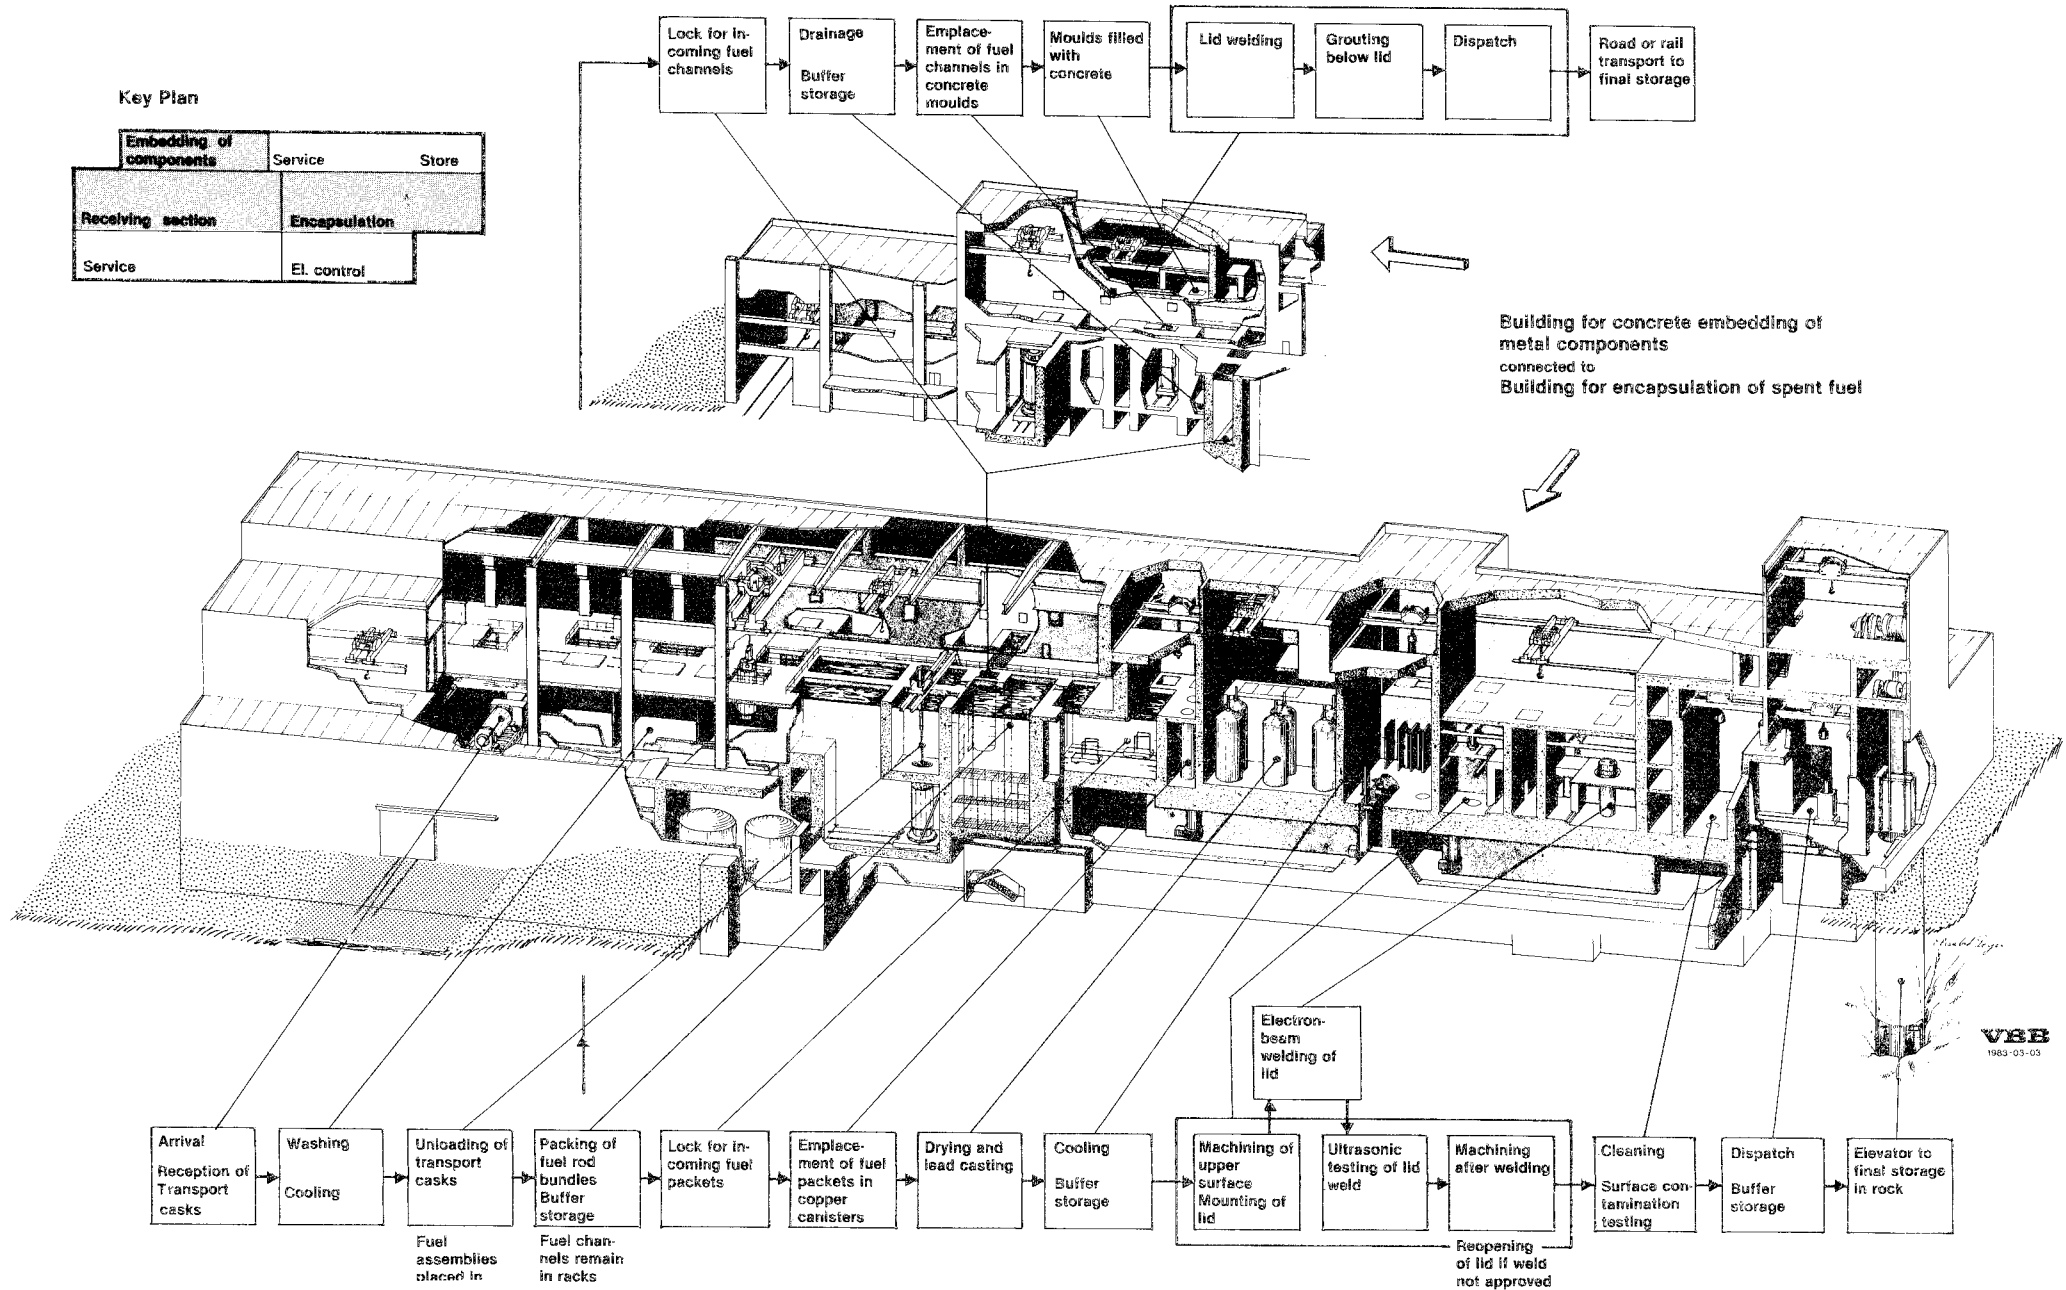 Lock for in-
coming fuel
channels
Drainage
Buffer
storage
Emplace-
ment of fuel
channels in
concrete
moulds
Moulds filled
with
concrete
Lid welding
Grouting
below lid
Dispatch
Road or rail
transport to
final storage
Key Plan
Embedding of
components
Service
Store
Receiving section
Encapsulation
Service
El. control
Building for concrete embedding of
metal components
connected to
Building for encapsulation of spent fuel
VBB
1983-03-03
Electron-
beam
welding of
lid
Arrival
Reception of
Transport
casks
Washing
Cooling
Unloading of
transport
casks
Fuel
assemblies
placed in
Packing of
fuel rod
bundles
Buffer
storage
Fuel chan-
nels remain
in racks
Lock for in-
coming fuel
packets
Emplace-
ment of fuel
packets in
copper
canisters
Drying and
lead casting
Cooling
Buffer
storage
Machining of
upper
surface
Mounting of
lid
Ultrasonic
testing of lid
weld
Machining
after welding
Reopening
of lid if weld
not approved
Cleaning
Surface con-
tamination
testing
Dispatch
Buffer
storage
Elevator to
final storage
in rock